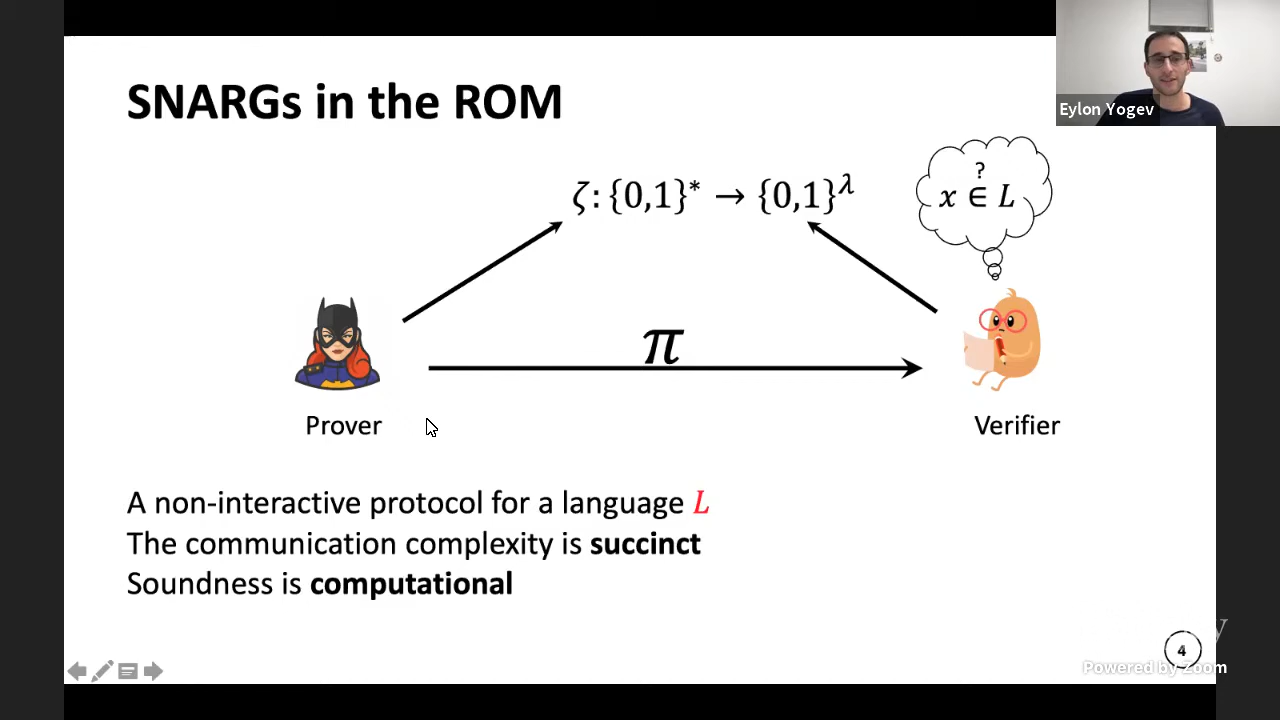 SNARGs in the ROM
Eylon Yogev
ζ: {0,1}* → {0,1}^λ
?
x ∈ L
π
Prover
Verifier
A non-interactive protocol for a language L
The communication complexity is succinct
Soundness is computational
4
Powered by Zoom